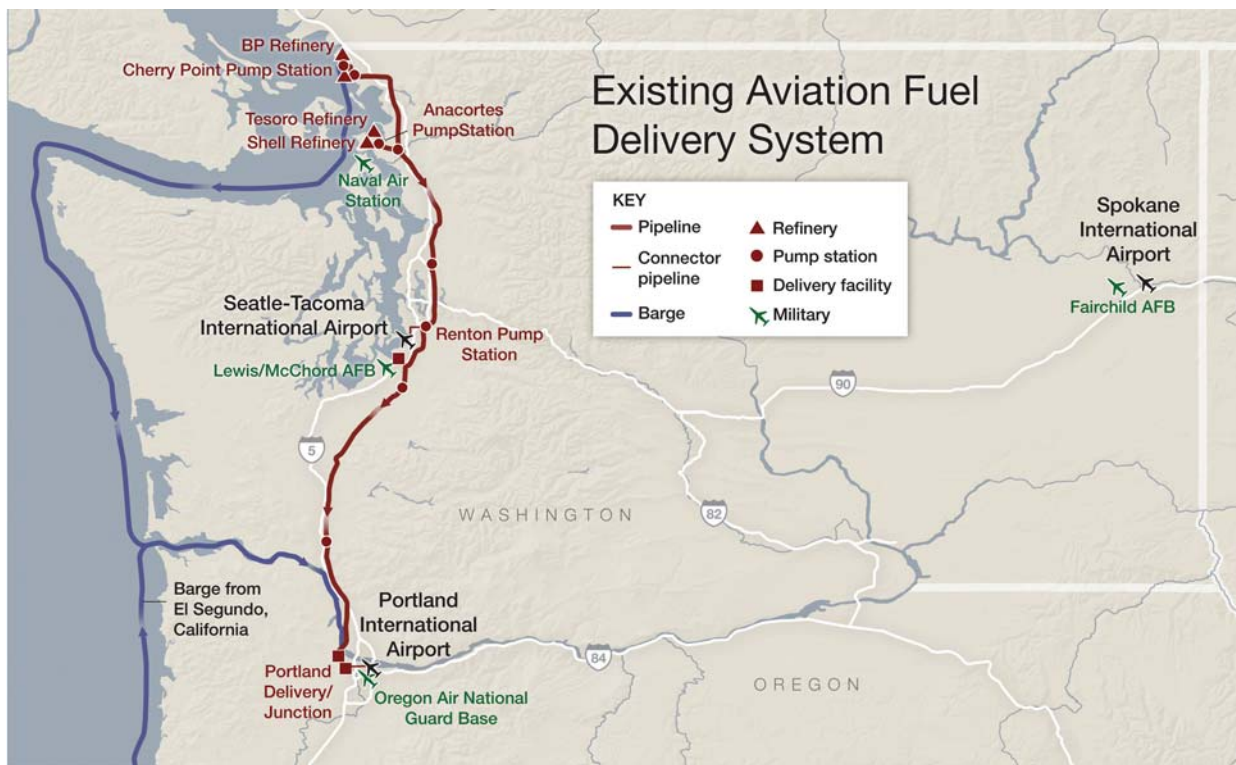 BP Refinery
Cherry Point Pump Station
Existing Aviation Fuel
Delivery System
Tesoro Refinery
Shell Refinery
Anacortes
PumpStation
Naval Air
Station
KEY
Pipeline
Connector
pipeline
Barge
Refinery
Pump station
Delivery facility
Military
Spokane
International
Airport
Fairchild AFB
Seatle-Tacoma
International Airport
Renton Pump
Station
Lewis/McChord AFB
90
5
82
WASHINGTON
Barge from
El Segundo,
California
Portland
International
Airport
84
Portland
Delivery/
Junction
Oregon Air National
Guard Base
OREGON